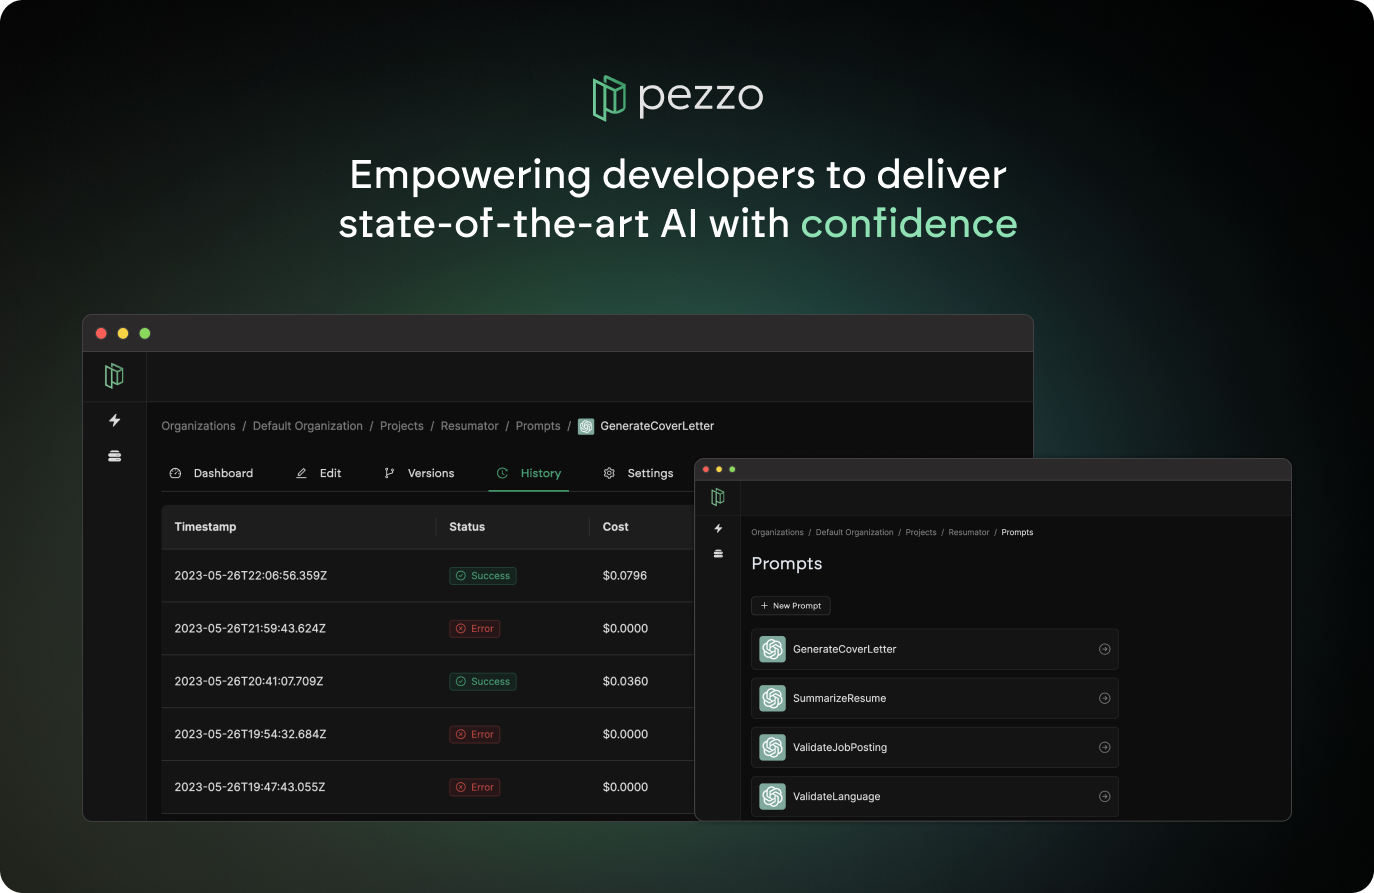 pezzo
Empowering developers to deliver
state-of-the-art AI with confidence
Organizations / Default Organization / Projects / Resumator / Prompts / GenerateCoverLetter
Dashboard Edit Versions History Settings
Timestamp Status Cost
2023-05-26T22:06:56.359Z Success $0.0796
2023-05-26T21:59:43.624Z Error $0.0000
2023-05-26T20:41:07.709Z Success $0.0360
2023-05-26T19:54:32.684Z Error $0.0000
2023-05-26T19:47:43.055Z Error $0.0000
Organizations / Default Organization / Projects / Resumator / Prompts
Prompts
+ New Prompt
GenerateCoverLetter
SummarizeResume
ValidateJobPosting
ValidateLanguage